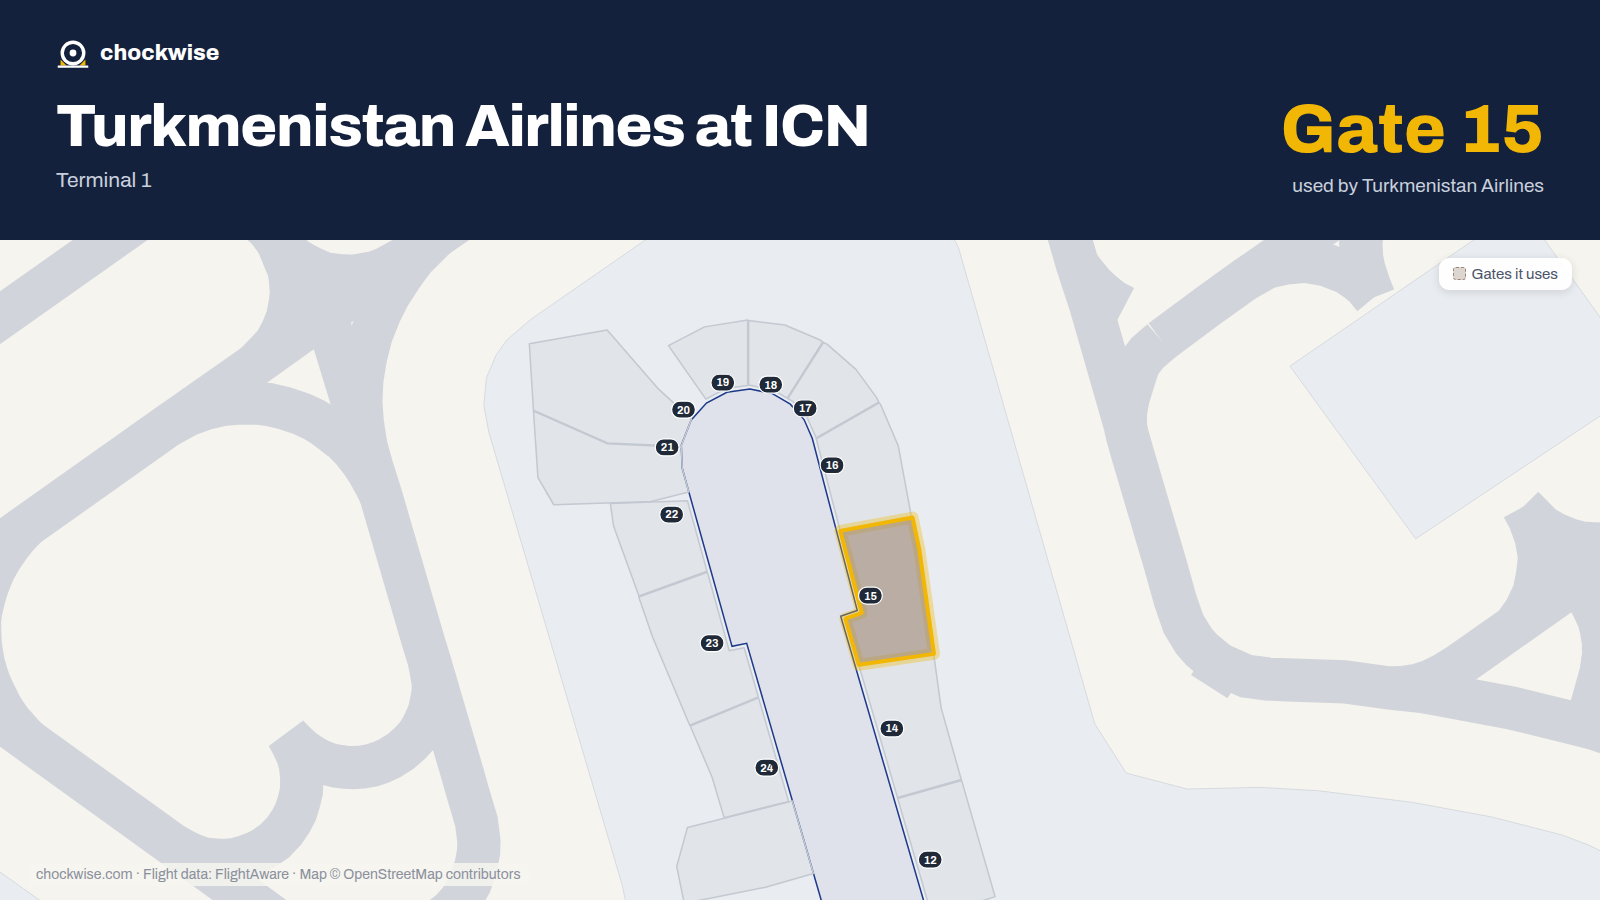 chockwise
Turkmenistan Airlines at ICN
Terminal 1
Gate 15
used by Turkmenistan Airlines
Gates it uses
19
18
20
17
21
16
22
15
23
14
24
12
chockwise.com · Flight data: FlightAware · Map © OpenStreetMap contributors